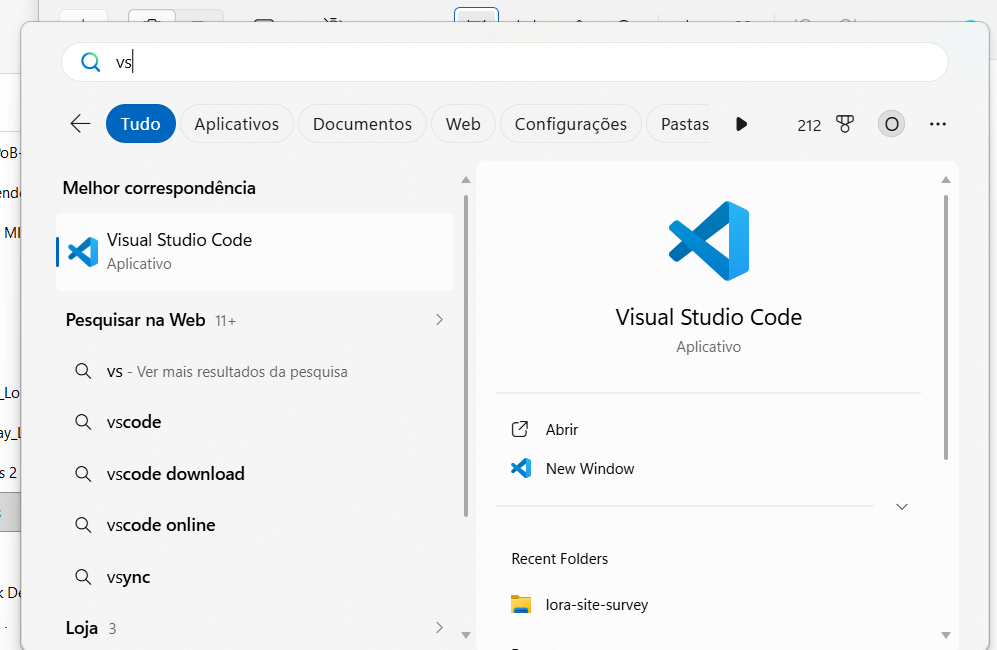 vs
Tudo
Aplicativos
Documentos
Web
Configurações
Pastas
212
O
Melhor correspondência
Visual Studio Code
Aplicativo
Pesquisar na Web 11+
vs - Ver mais resultados da pesquisa
vscode
vscode download
vscode online
vsync
Loja 3
Visual Studio Code
Aplicativo
Abrir
New Window
Recent Folders
lora-site-survey